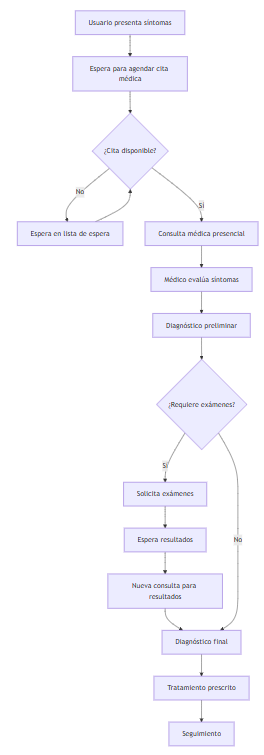 Usuario presenta síntomas
Espera para agendar cita
médica
¿Cita disponible?
No
Sí
Espera en lista de espera
Consulta médica presencial
Médico evalúa síntomas
Diagnóstico preliminar
¿Requiere exámenes?
Sí
Solicita exámenes
No
Espera resultados
Nueva consulta para
resultados
Diagnóstico final
Tratamiento prescrito
Seguimiento